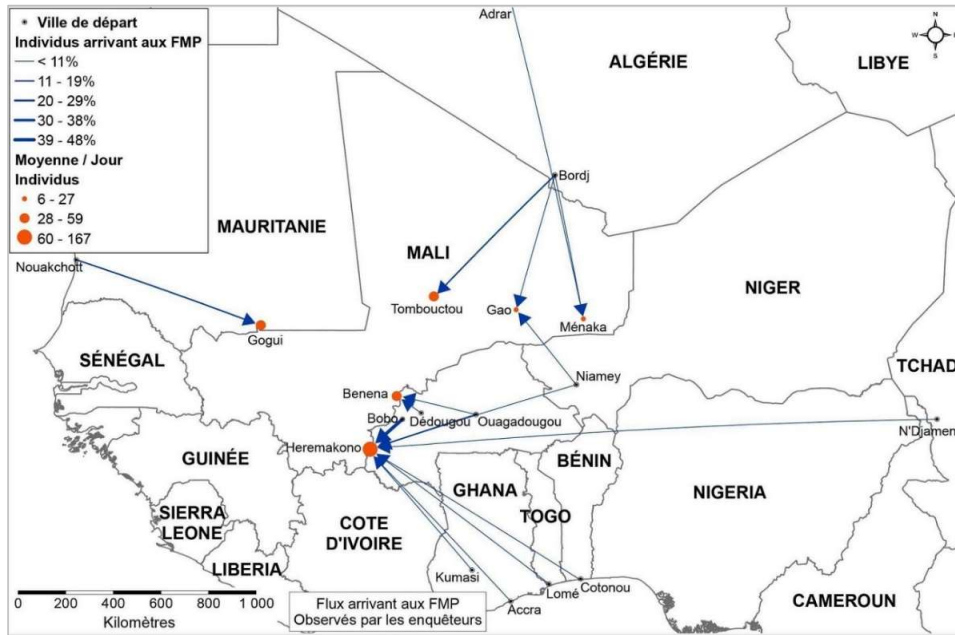 Ville de départ
Individus arrivant aux FMP
< 11%
11 - 19%
20 - 29%
30 - 38%
39 - 48%
Moyenne / Jour
Individus
6 - 27
28 - 59
60 - 167
N
W
S
Adrar
ALGÉRIE
LIBYE
Bordj
MAURITANIE
MALI
Nouakchott
NIGER
Tombouctou
Gao
Ménaka
Gogui
SÉNÉGAL
TCHAD
Niamey
Benena
Bobo
Dédougou
Ouagadougou
N'Djamen
Heremakono
GUINÉE
BÉNIN
GHANA
NIGERIA
SIERRA
LEONE
COTE
D'IVOIRE
TOGO
LIBERIA
Kumasi
Lomé
Cotonou
Accra
CAMEROUN
0 200 400 600 800 1 000
Kilomètres
Flux arrivant aux FMP
Observés par les enquêteurs